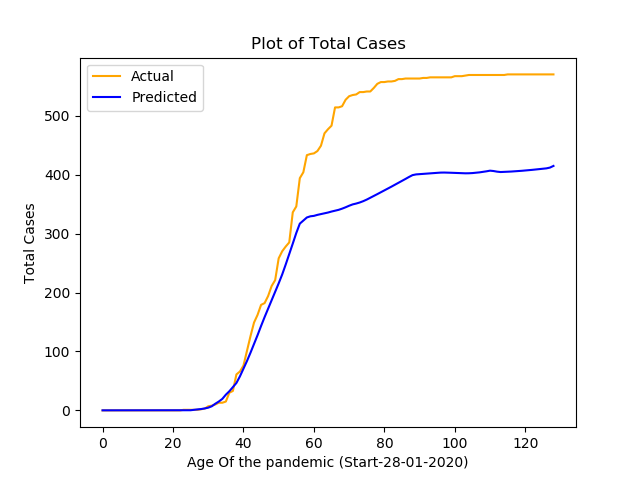 Plot of Total Cases
Actual
Predicted
500
400
300
200
100
0
Total Cases
0 20 40 60 80 100 120
Age Of the pandemic (Start-28-01-2020)